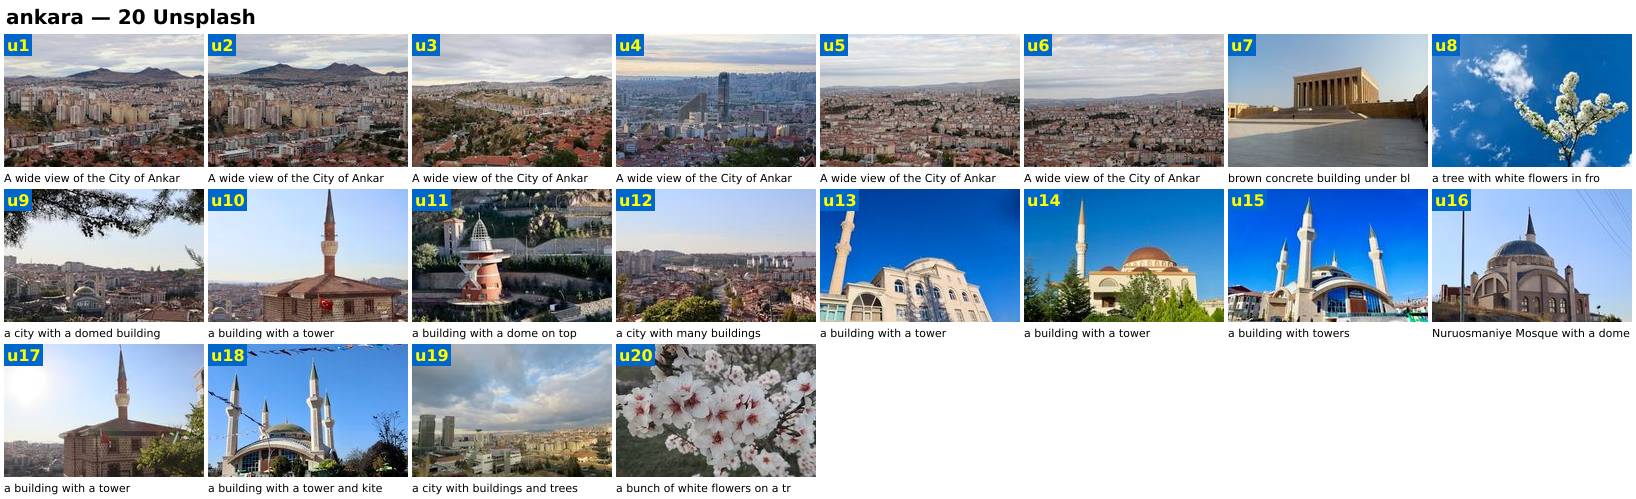 ankara — 20 Unsplash
u1 u2 u3 u4 u5 u6 u7 u8
A wide view of the City of Ankar A wide view of the City of Ankar A wide view of the City of Ankar A wide view of the City of Ankar A wide view of the City of Ankar A wide view of the City of Ankar brown concrete building under bl a tree with white flowers in fro
u9 u10 u11 u12 u13 u14 u15 u16
a city with a domed building a building with a tower a building with a dome on top a city with many buildings a building with a tower a building with a tower a building with towers Nuruosmaniye Mosque with a dome
u17 u18 u19 u20
a building with a tower a building with a tower and kite a city with buildings and trees a bunch of white flowers on a tr